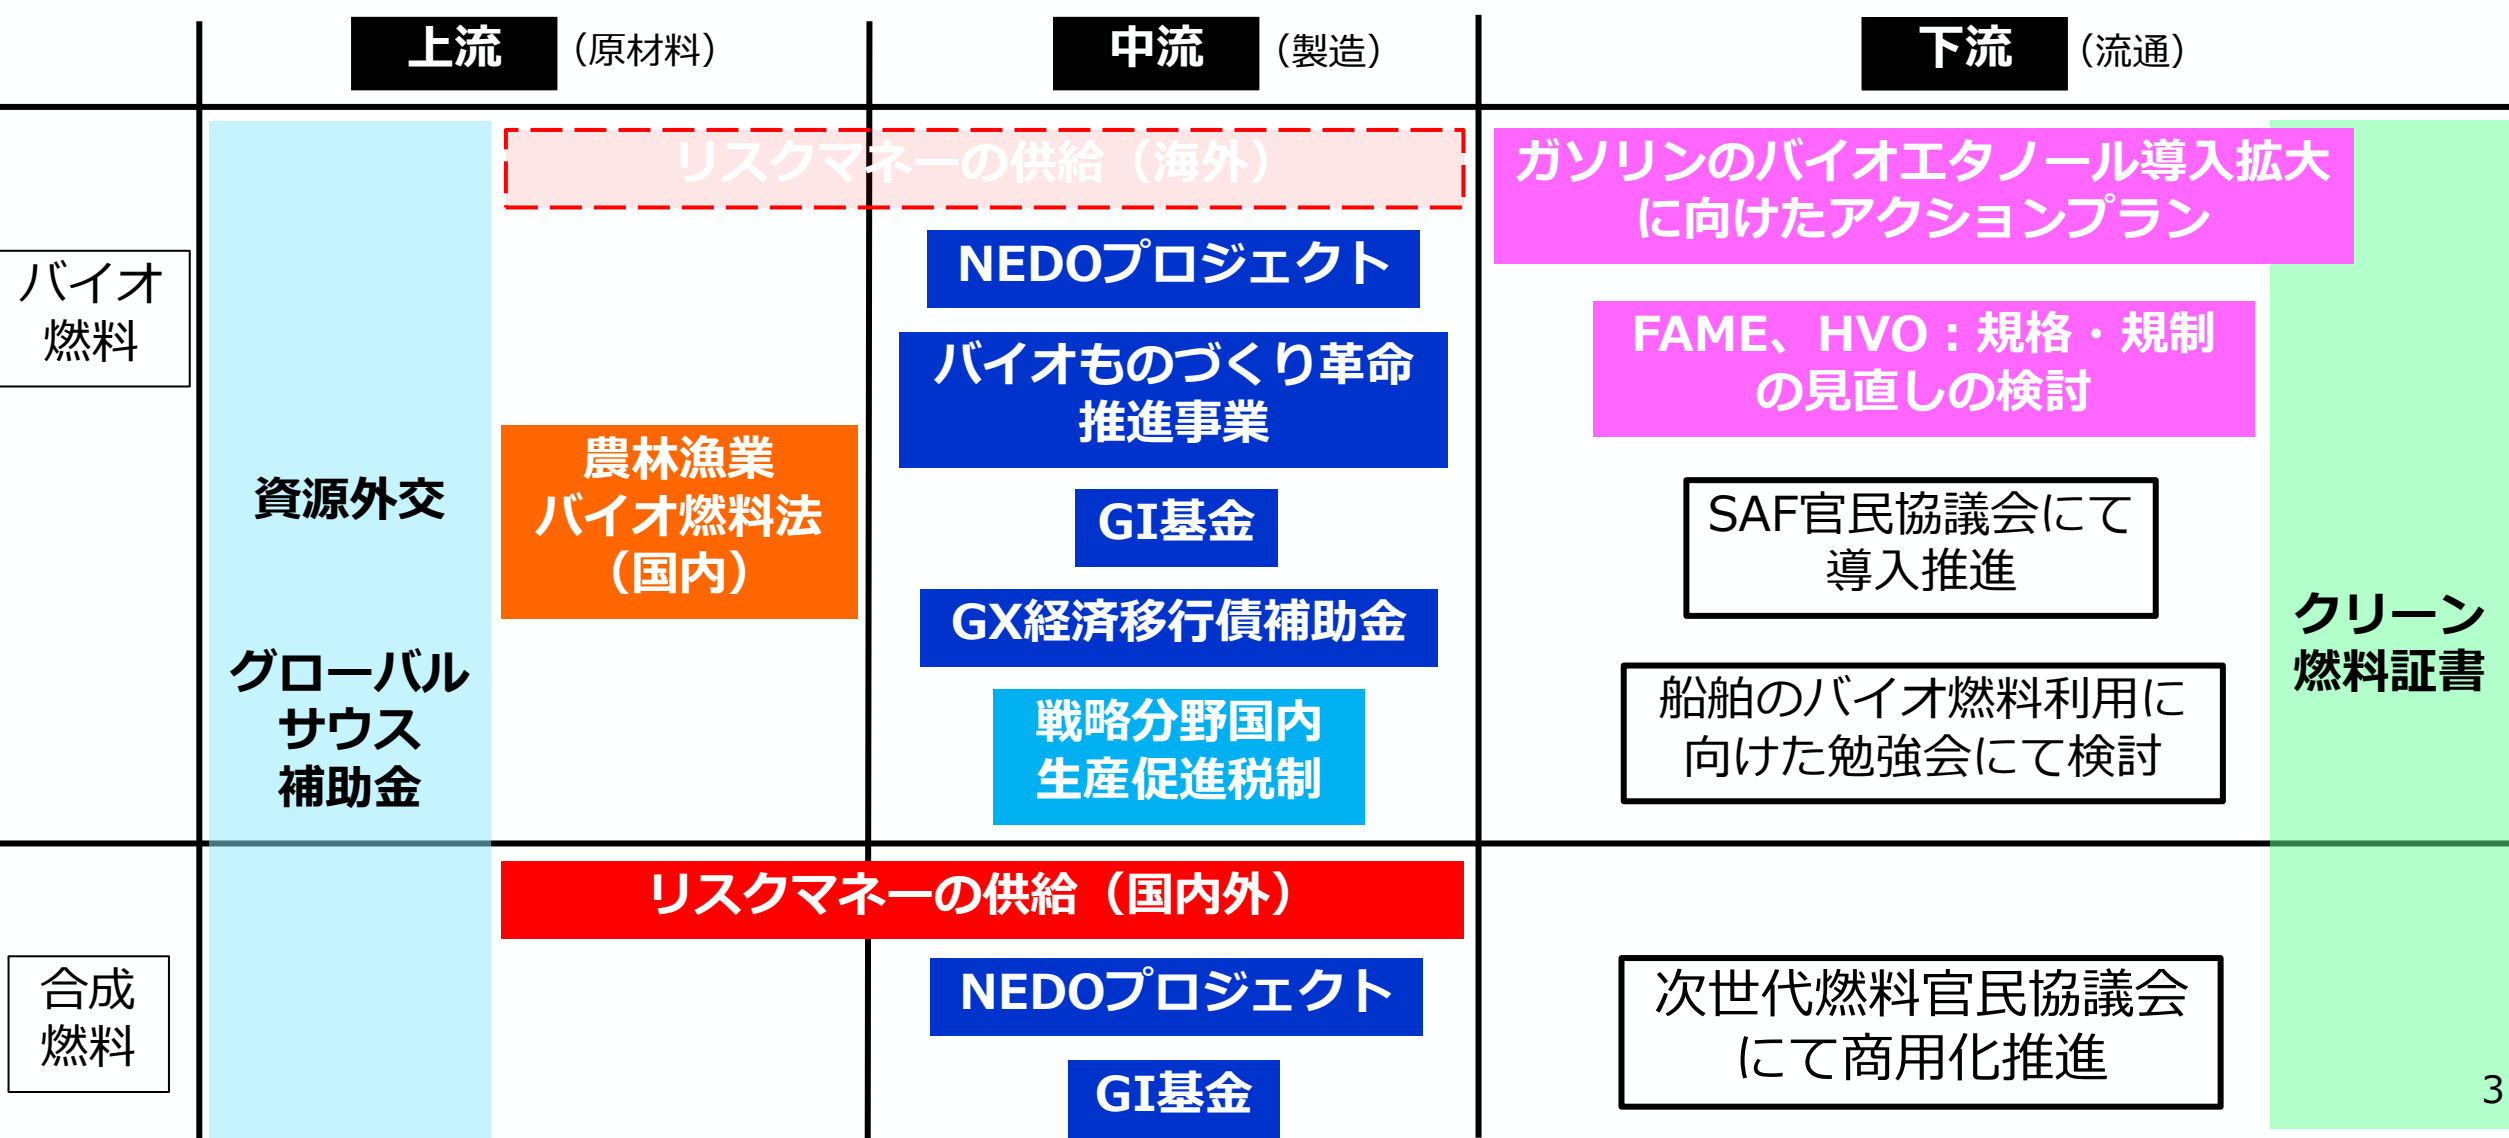 上流 （原材料）
中流 （製造）
下流 （流通）
バイオ
燃料
資源外交
グローバル
サウス
補助金
リスクマネーの供給（海外）
農林漁業
バイオ燃料法
（国内）
NEDOプロジェクト
バイオものづくり革命
推進事業
GI基金
GX経済移行債補助金
戦略分野国内
生産促進税制
ガソリンのバイオエタノール導入拡大
に向けたアクションプラン
FAME、HVO：規格・規制
の見直しの検討
SAF官民協議会にて
導入推進
船舶のバイオ燃料利用に
向けた勉強会にて検討
クリーン
燃料証書
合成
燃料
リスクマネーの供給（国内外）
NEDOプロジェクト
GI基金
次世代燃料官民協議会
にて商用化推進
3